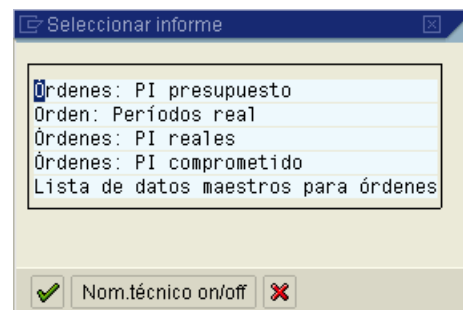 Seleccionar informe
Órdenes: PI presupuesto
Orden: Períodos real
Órdenes: PI reales
Órdenes: PI comprometido
Lista de datos maestros para órdenes
Nom.técnico on/off